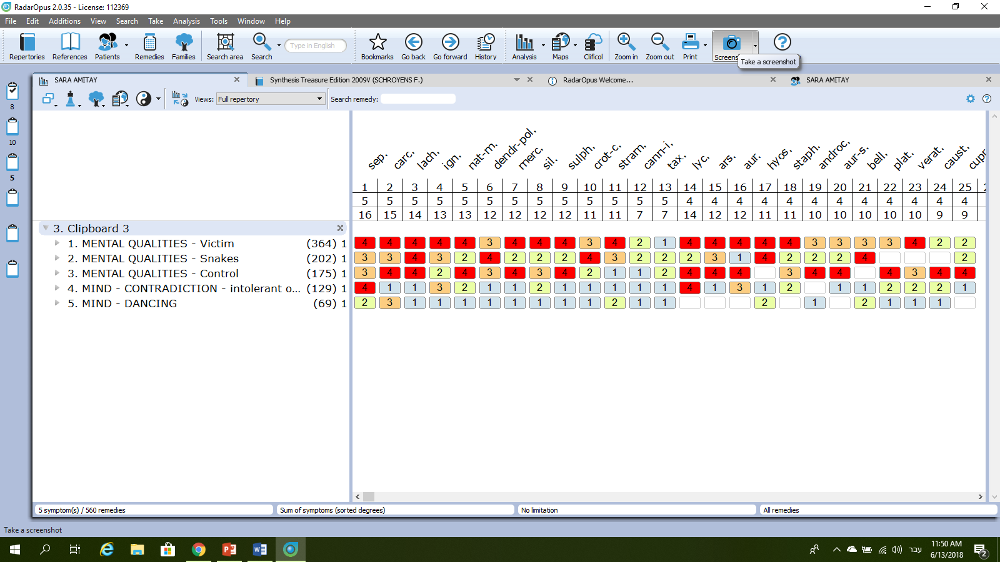 RadarOpus 2.0.35 - License: 112369
File Edit Additions View Search Take Analysis Tools Window Help
Type in English
Repertories References Patients Remedies Families Search area Search Bookmarks Go back Go forward History Analysis Maps Clificol Zoom in Zoom out Print Screens
Take a screenshot
SARA AMITAY Synthesis Treasure Edition 2009V (SCHROYENS F.) RadarOpus Welcome... SARA AMITAY
Views: Full repertory Search remedy:
8
10
5
sep. carc. lach. ign. nat-m. dendr-pol. merc. sil. sulph. crot-c. stram. cann-i. tax. lyc. ars. aur. hyos. staph. androc. aur-s. bell. plat. verat. caust. cupr
1 2 3 4 5 6 7 8 9 10 11 12 13 14 15 16 17 18 19 20 21 22 23 24 25 2
5 5 5 5 5 5 5 5 5 5 5 5 5 4 4 4 4 4 4 4 4 4 4 4 4
16 15 14 13 13 12 12 12 12 11 11 7 7 14 12 12 11 11 10 10 10 10 10 9 9
3. Clipboard 3
1. MENTAL QUALITIES - Victim (364) 1 4 4 4 4 4 3 4 4 4 3 4 2 1 4 4 4 4 4 3 3 3 3 4 2 2
2. MENTAL QUALITIES - Snakes (202) 1 3 3 4 3 2 4 2 2 2 4 3 2 2 2 3 1 4 2 2 2 4 2
3. MENTAL QUALITIES - Control (175) 1 3 4 4 2 4 3 4 3 4 2 1 1 2 4 4 4 3 4 4 4 3 4 4
4. MIND - CONTRADICTION - intolerant o... (129) 1 4 1 1 3 2 1 1 2 1 1 1 1 1 4 1 3 1 2 1 1 2 2 2 1
5. MIND - DANCING (69) 1 2 3 1 1 1 1 1 1 1 1 2 1 1 2 1 2 1 1 1
5 symptom(s) / 560 remedies Sum of symptoms (sorted degrees) No limitation All remedies
Take a screenshot
עבר
11:50 AM
6/13/2018
2